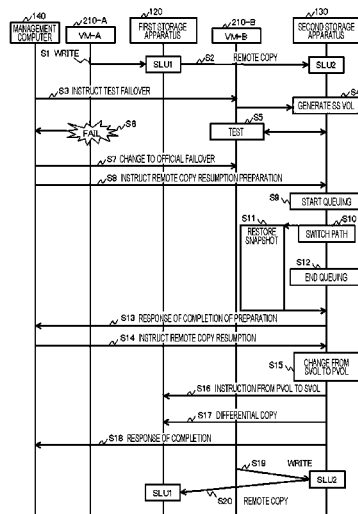 140
210-A
120
210-B
130
MANAGEMENT
COMPUTER
VM-A
FIRST STORAGE
APPARATUS
VM-B
SECOND STORAGE
APPARATUS
S1 WRITE
SLU1
S2
REMOTE COPY
SLU2
S3 INSTRUCT TEST FAILOVER
S4
GENERATE SS VOL
S5
TEST
S6
FAIL
S7 CHANGE TO OFFICIAL FAILOVER
S8 INSTRUCT REMOTE COPY RESUMPTION PREPARATION
S9
START QUEUING
S11
S10
RESTORE
SNAPSHOT
SWITCH PATH
S12
END QUEUING
S13 RESPONSE OF COMPLETION OF PREPARATION
S14 INSTRUCT REMOTE COPY RESUMPTION
S15
CHANGE FROM
SVOL TO PVOL
S16 INSTRUCTION FROM PVOL TO SVOL
S17 DIFFERENTIAL COPY
S18 RESPONSE OF COMPLETION
S19 WRITE
SLU1
SLU2
S20 REMOTE COPY